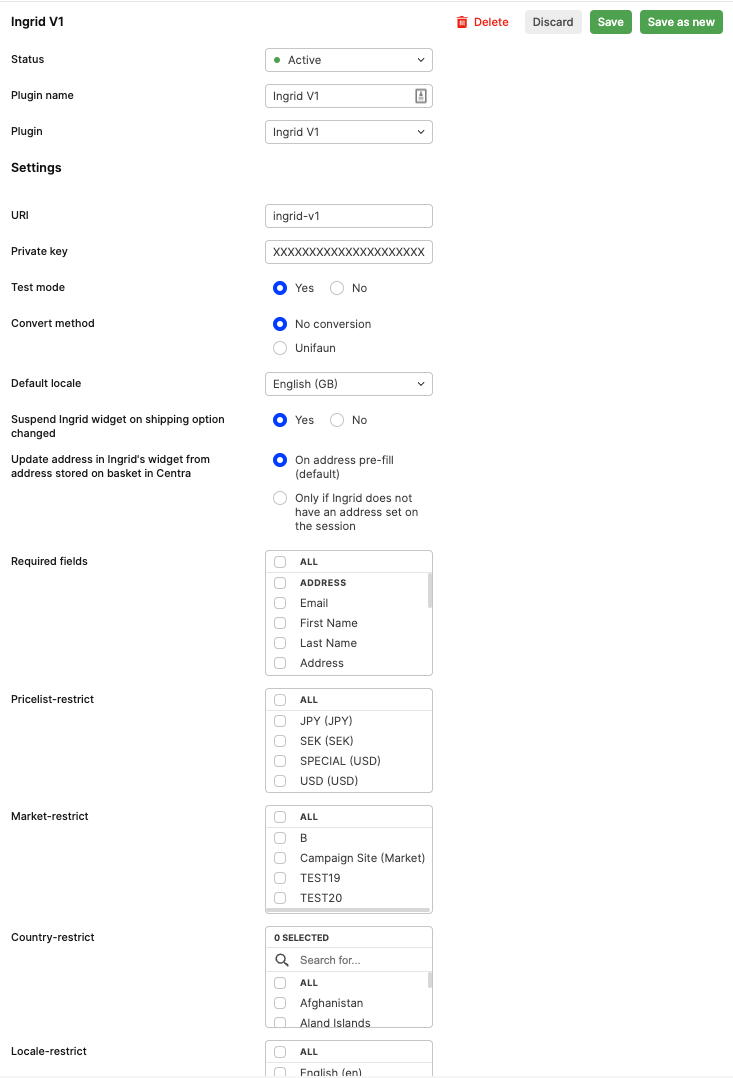 Ingrid V1
Delete
Discard
Save
Save as new
Status
Active
Plugin name
Ingrid V1
Plugin
Ingrid V1
Settings
URI
ingrid-v1
Private key
XXXXXXXXXXXXXXXXXXXXX
Test mode
Yes
No
Convert method
No conversion
Unifaun
Default locale
English (GB)
Suspend Ingrid widget on shipping option
changed
Yes
No
Update address in Ingrid's widget from
address stored on basket in Centra
On address pre-fill
(default)
Only if Ingrid does not
have an address set on
the session
Required fields
ALL
ADDRESS
Email
First Name
Last Name
Address
Pricelist-restrict
ALL
JPY (JPY)
SEK (SEK)
SPECIAL (USD)
USD (USD)
Market-restrict
ALL
B
Campaign Site (Market)
TEST19
TEST20
Country-restrict
0 SELECTED
Search for...
ALL
Afghanistan
Aland Islands
Locale-restrict
ALL
English (en)